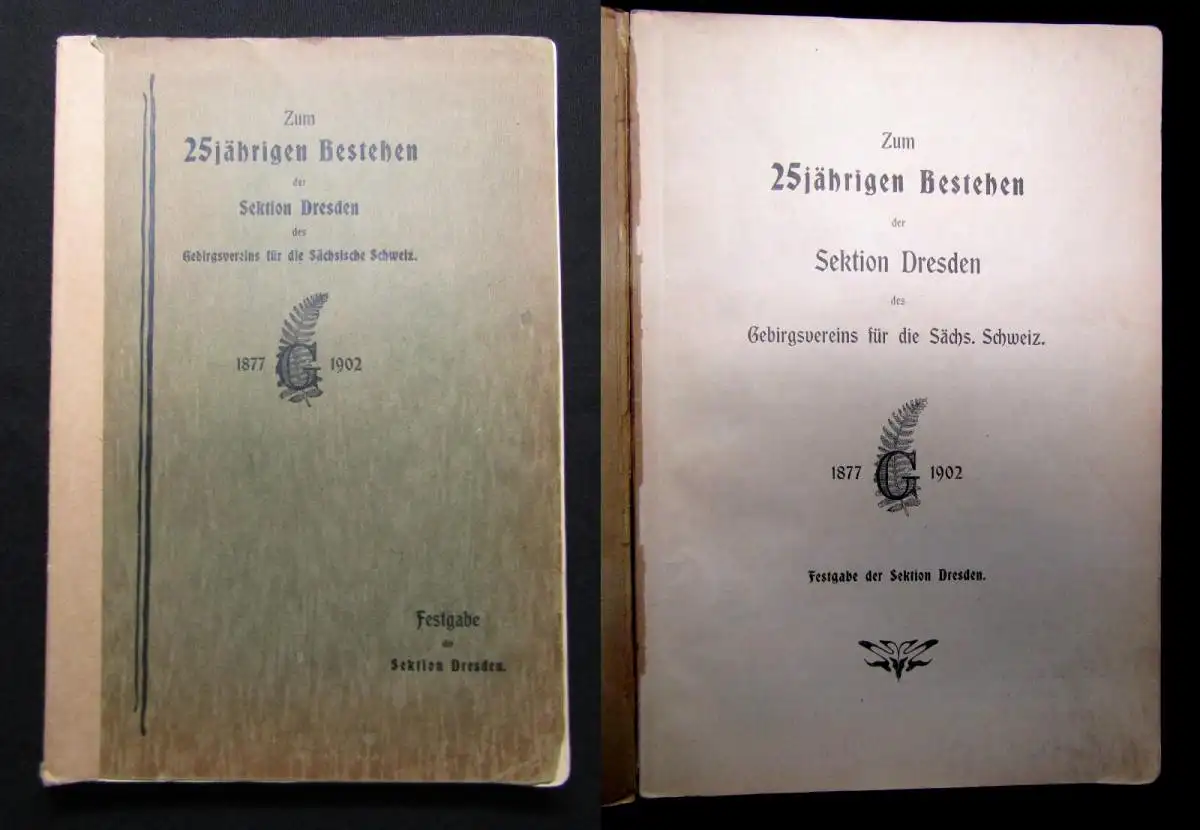 Zum
25jährigen Bestehen
der
Sektion Dresden
des
Gebirgsvereins für die Sächsische Schweiz.
1877 G 1902
Festgabe
der
Sektion Dresden.
Zum
25jährigen Bestehen
der
Sektion Dresden
des
Gebirgsvereins für die Sächs. Schweiz.
1877 G 1902
Festgabe der Sektion Dresden.